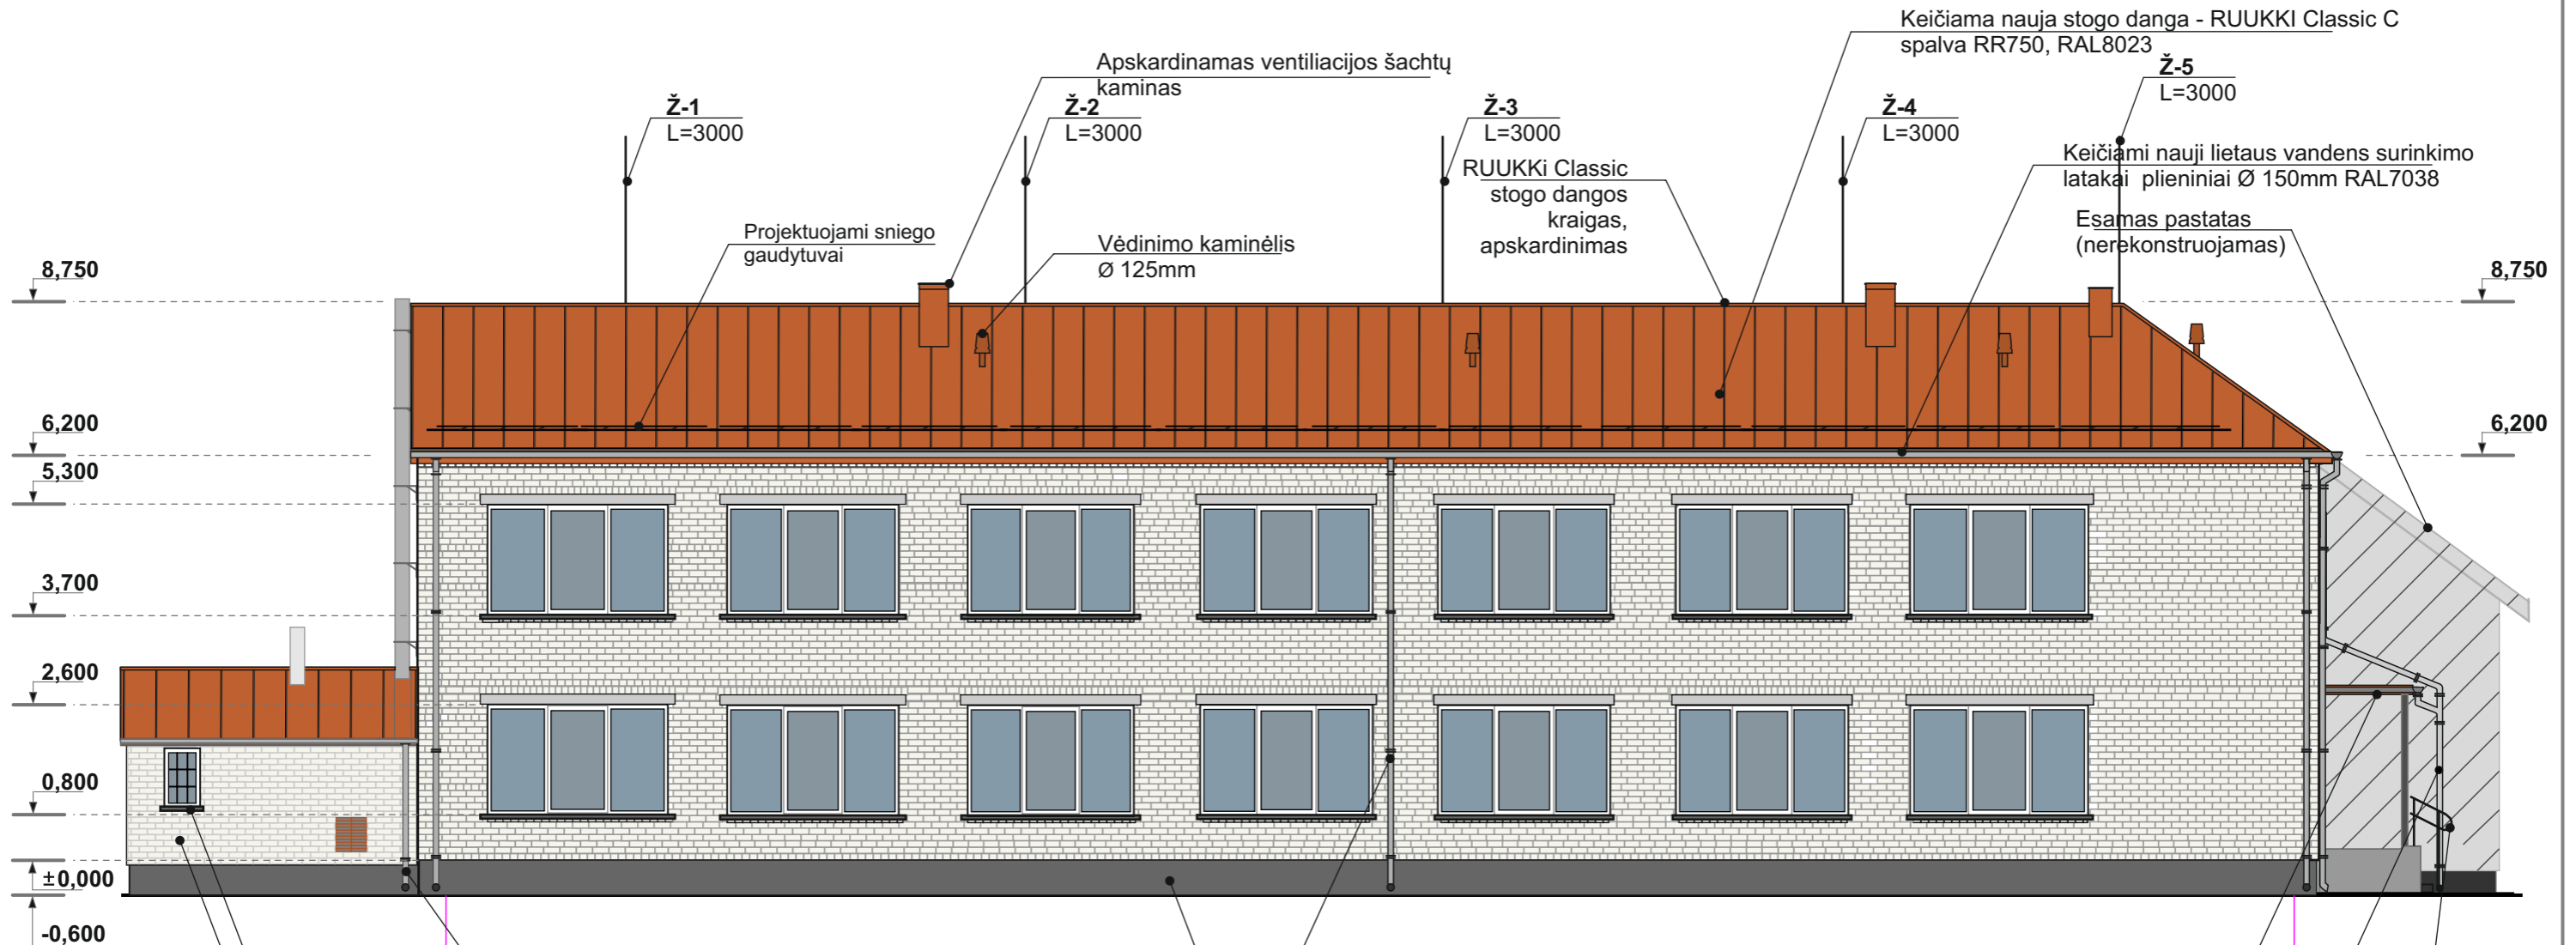 Keičiama nauja stogo danga - RUUKKI Classic C
spalva RR750, RAL8023
Apskardinamas ventiliacijos šachtų
kaminas
Ž-1
L=3000
Ž-2
L=3000
Ž-3
L=3000
Ž-4
L=3000
Ž-5
L=3000
RUUKKi Classic
stogo dangos
kraigas,
apskardinimas
Keičiami nauji lietaus vandens surinkimo
latakai plieniniai Ø 150mm RAL7038
Esamas pastatas
(nerekonstruojamas)
Projektuojami sniego
gaudytuvai
Vėdinimo kaminėlis
Ø 125mm
8,750
8,750
6,200
6,200
5,300
3,700
2,600
0,800
±0,000
-0,600